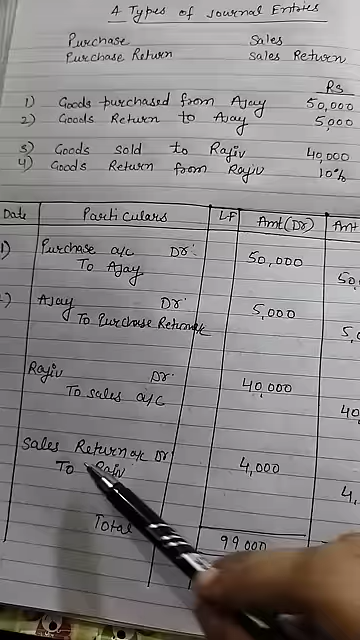 4 Types of Journal Entries
Purchase Sales
Purchase Return Sales Return
Rs
1) Goods purchased from Ajay 50,000
2) Goods Return to Ajay 5,000
3) Goods sold to Rajiv 40,000
4) Goods Return from Rajiv 10%
Date Particulars LF Amt(Dr) Amt
1) Purchase a/c Dr. 50,000
To Ajay 50,
Ajay Dr. 5,000
To Purchase Return a/c 5,0
Rajiv Dr. 40,000
To sales a/c 40,
Sales Return a/c Dr 4,000
To Rajiv 4,
Total 99000